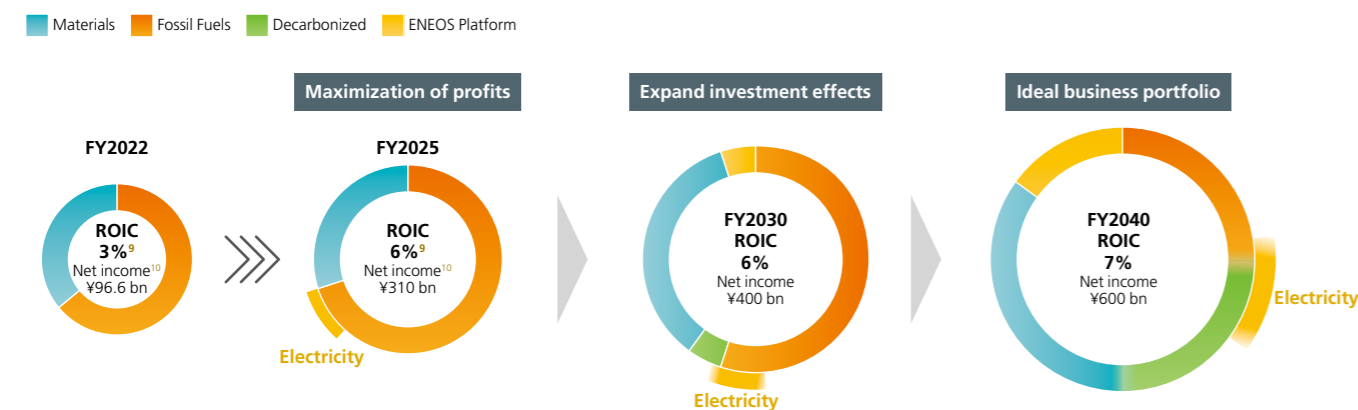 Materials
Fossil Fuels
Decarbonized
ENEOS Platform
Maximization of profits
Expand investment effects
Ideal business portfolio
FY2022
ROIC
3%9
Net income10
¥96.6 bn
FY2025
ROIC
6%9
Net income10
¥310 bn
Electricity
FY2030
ROIC
6%
Net income
¥400 bn
Electricity
FY2040
ROIC
7%
Net income
¥600 bn
Electricity